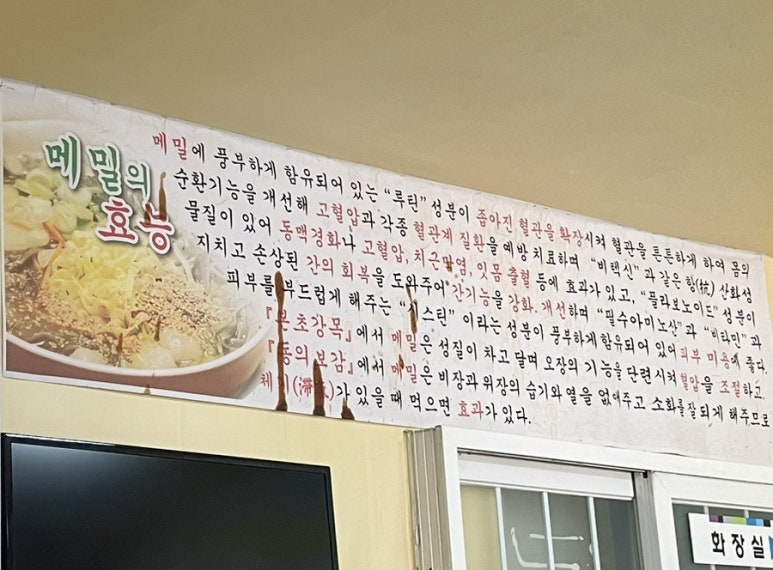 메밀의
효능
메밀에 풍부하게 함유되어 있는 "루틴" 성분이 좁아진 혈관을 확장시켜 혈관을 튼튼하게 하여 몸의
순환기능을 개선해 고혈압과 각종 혈관계 질환을 예방 치료하며 "비택신" 과 같은 항(抗) 산화성
물질이 있어 동맥경화나 고혈압, 치근막염, 잇몸 출혈 등에 효과가 있고, "플라보노이드" 성분이
지치고 손상된 간의 회복을 도와주어 간기능을 강화. 개선하며 "필수아미노산" 과 "비타민" 과
피부를 부드럽게 해주는 "시스틴" 이라는 성분이 풍부하게 함유되어 있어 피부 미용에 좋다.
『본초강목』에서 메밀은 성질이 차고 달며 오장의 기능을 단련시켜 혈압을 조절하고
『동의보감』에서 메밀은 비장과 위장의 습기와 열을 없애주고 소화를 잘되게 해주므로
체기(滯氣)가 있을 때 먹으면 효과가 있다.
화장실